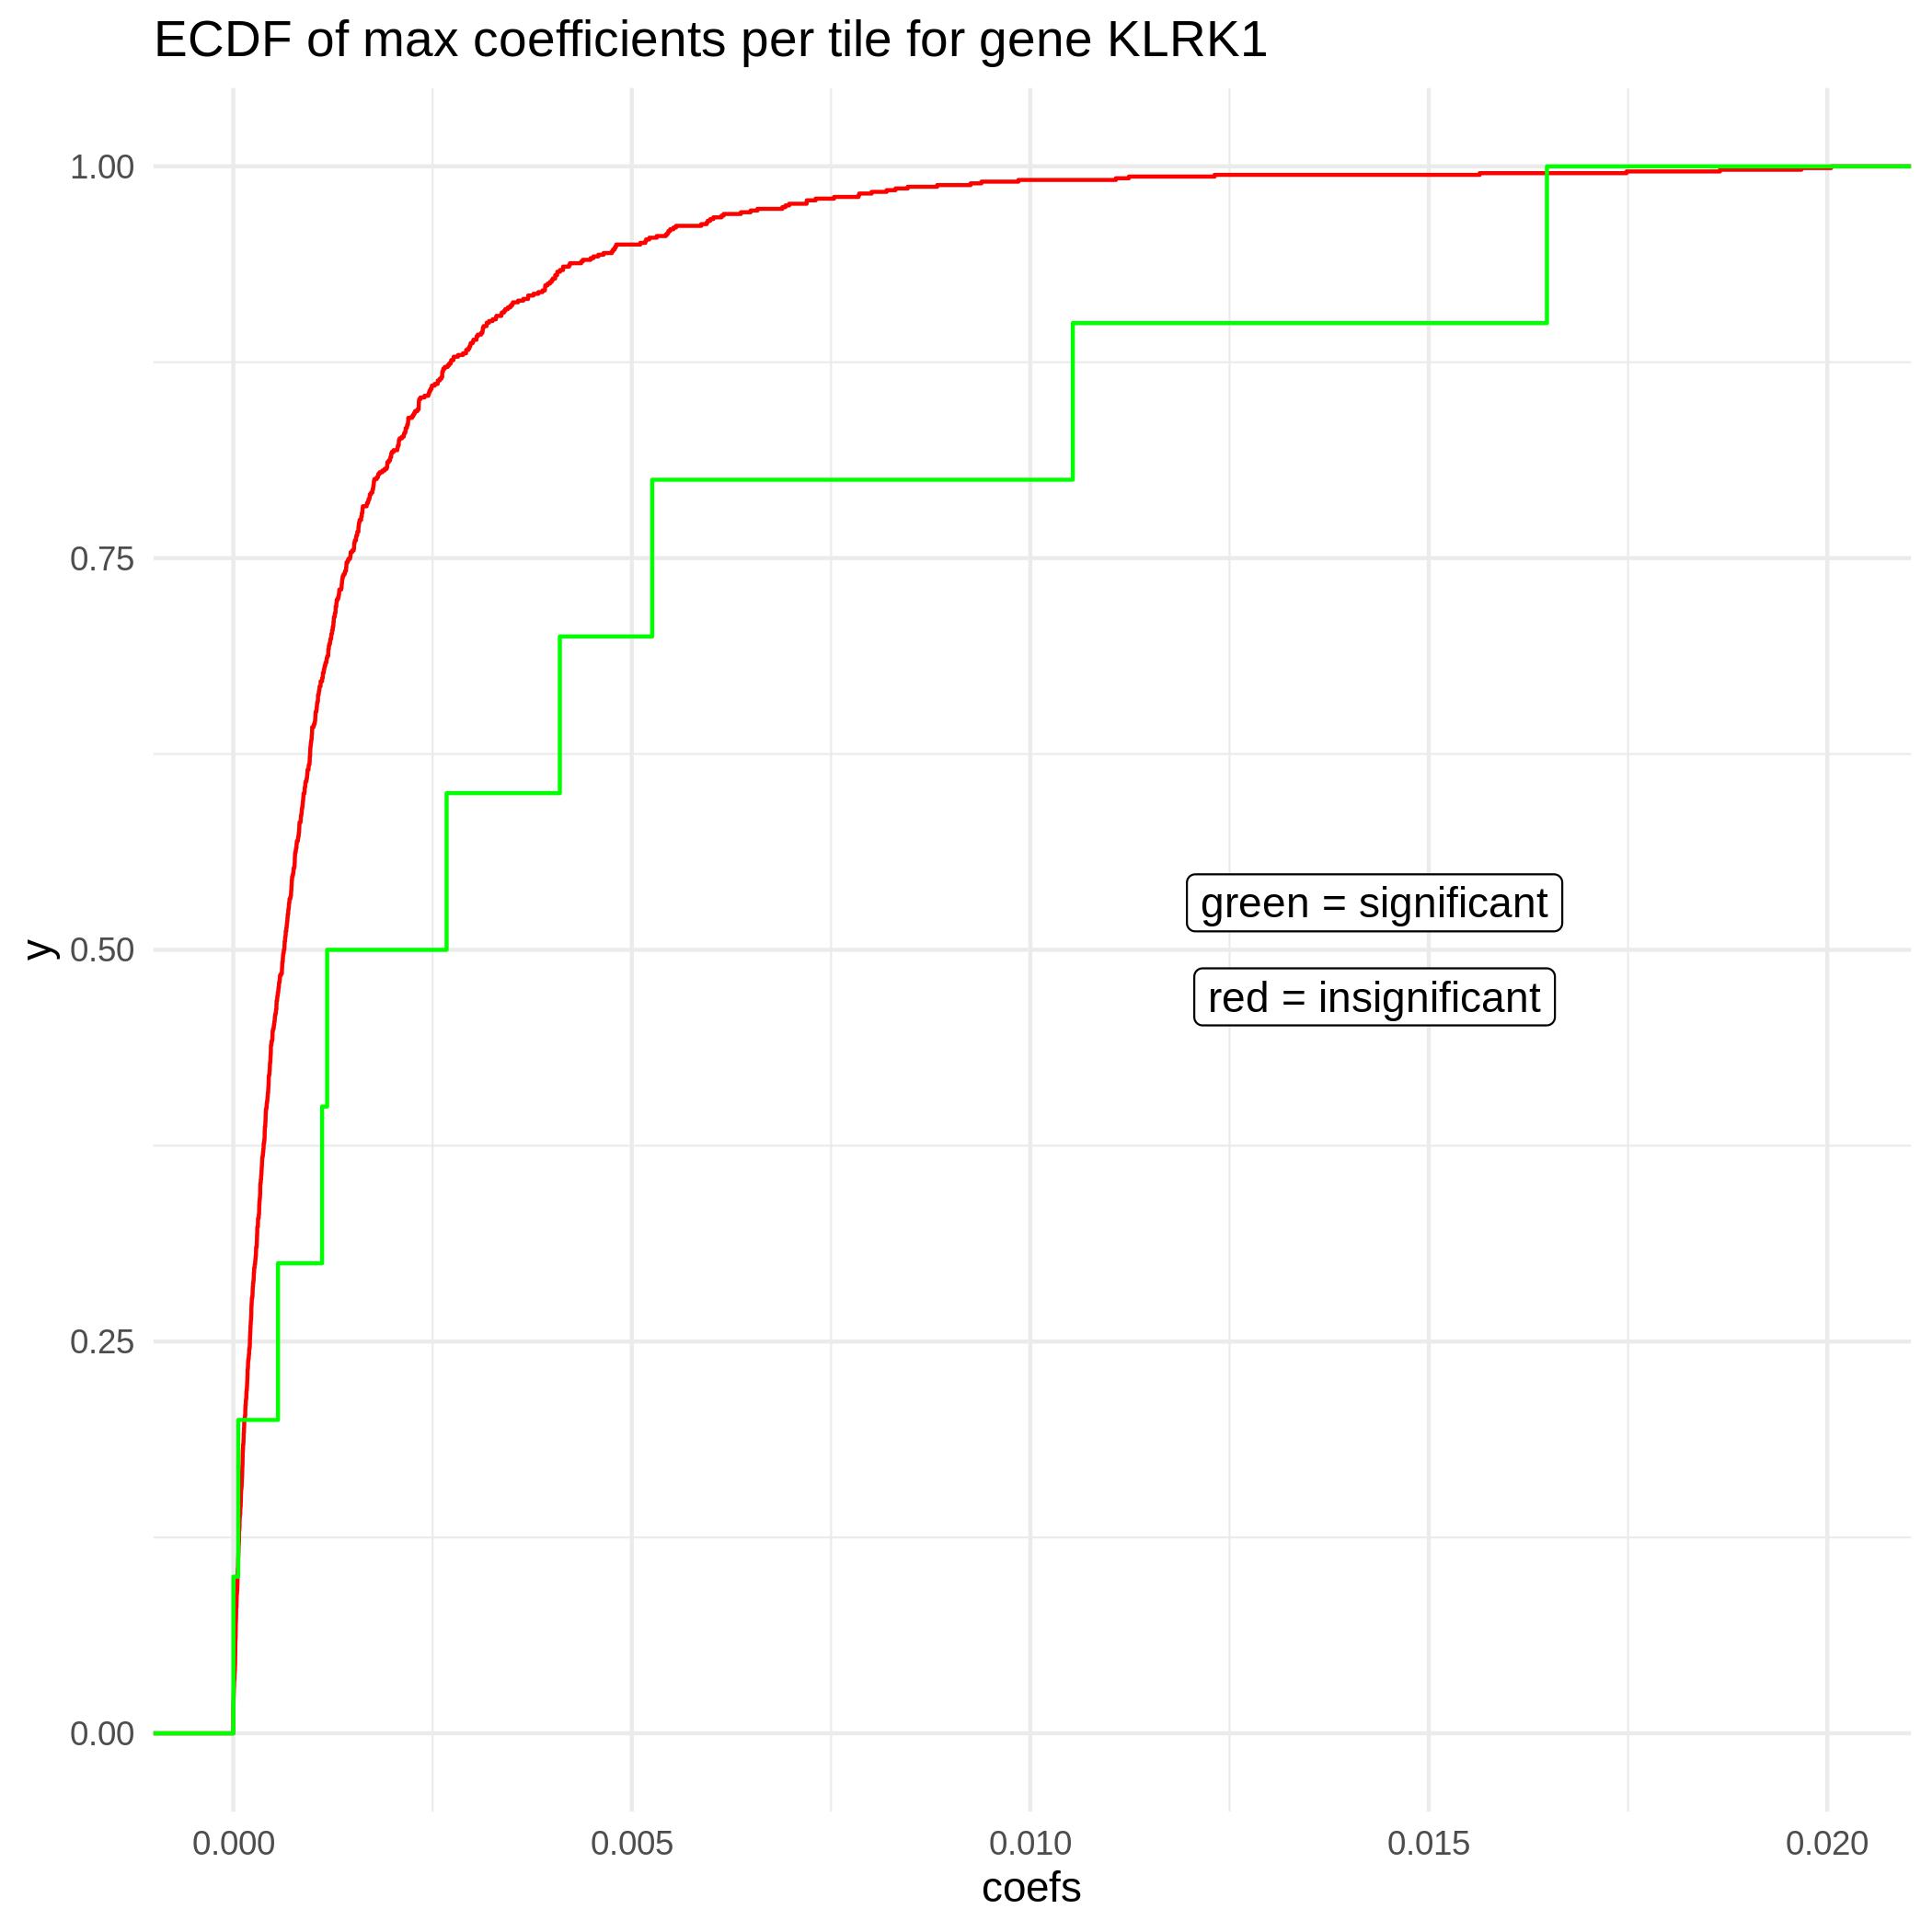 ECDF of max coefficients per tile for gene KLRK1
1.00
0.75
0.50
0.25
0.00
y
green = significant
red = insignificant
0.000 0.005 0.010 0.015 0.020
coefs